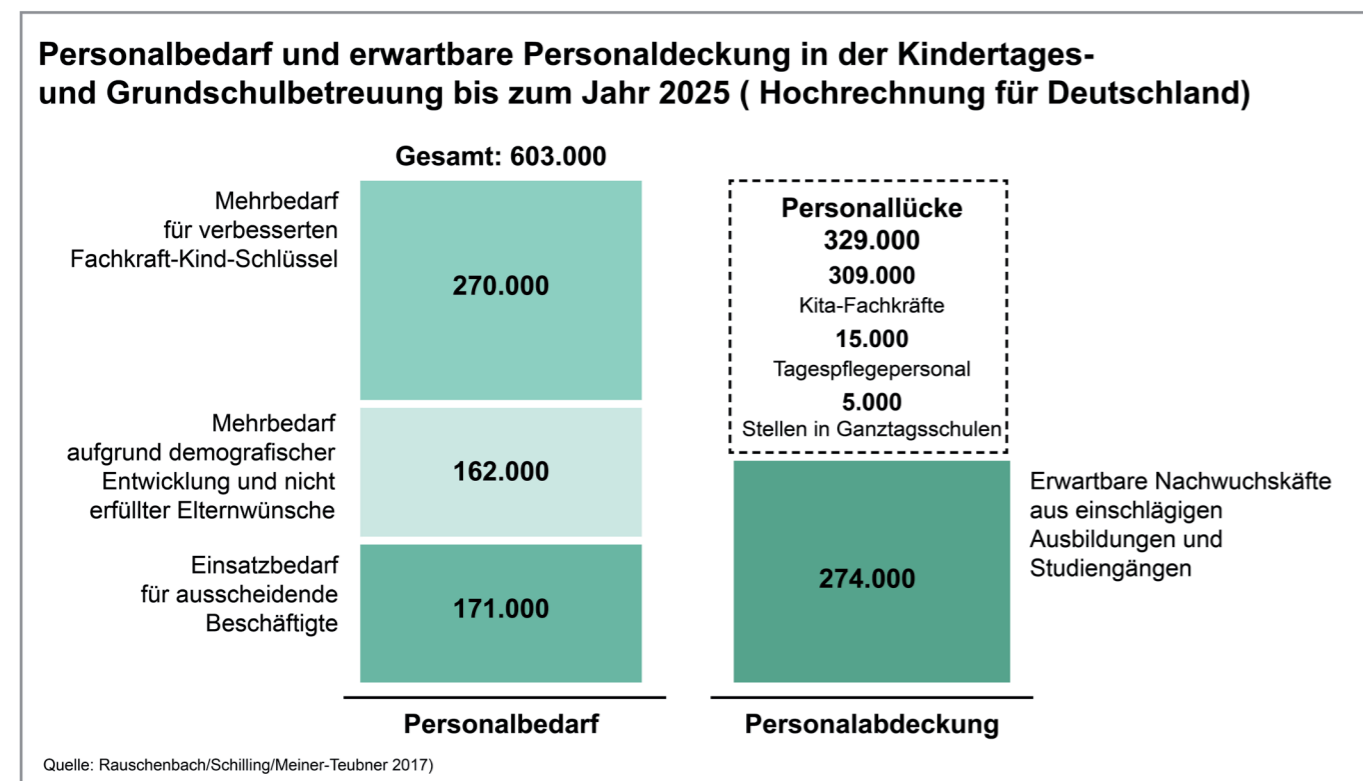 Personalbedarf und erwartbare Personaldeckung in der Kindertages-
und Grundschulbetreuung bis zum Jahr 2025 ( Hochrechnung für Deutschland)
Gesamt: 603.000
Mehrbedarf
für verbesserten
Fachkraft-Kind-Schlüssel
270.000
Mehrbedarf
aufgrund demografischer
Entwicklung und nicht
erfüllter Elternwünsche
162.000
Einsatzbedarf
für ausscheidende
Beschäftigte
171.000
Personalbedarf
Personallücke
329.000
309.000
Kita-Fachkräfte
15.000
Tagespflegepersonal
5.000
Stellen in Ganztagsschulen
274.000
Erwartbare Nachwuchskäfte
aus einschlägigen
Ausbildungen und
Studiengängen
Personalabdeckung
Quelle: Rauschenbach/Schilling/Meiner-Teubner 2017)